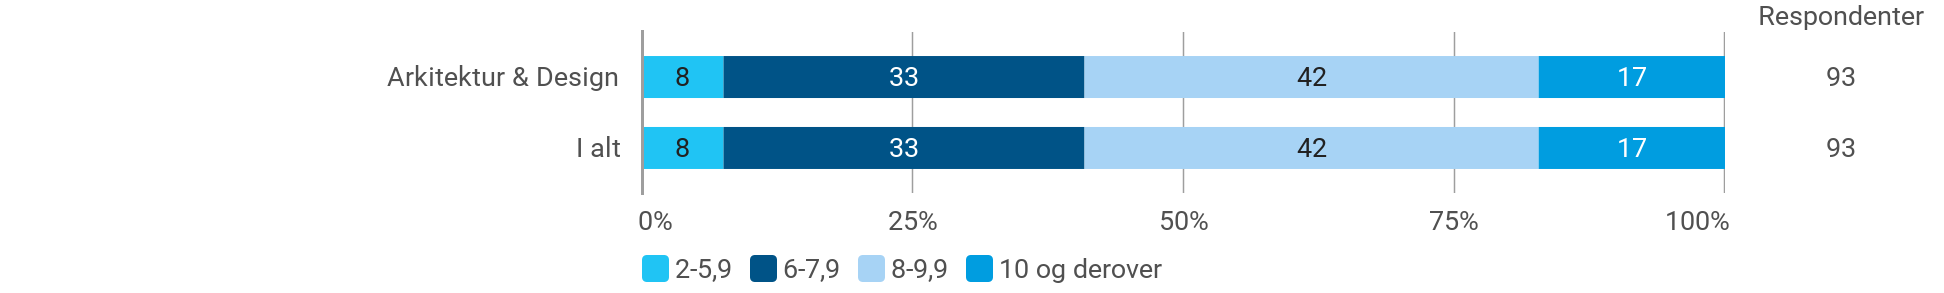 Respondenter
Arkitektur & Design 8 33 42 17 93
I alt 8 33 42 17 93
0% 25% 50% 75% 100%
2-5,9 6-7,9 8-9,9 10 og derover